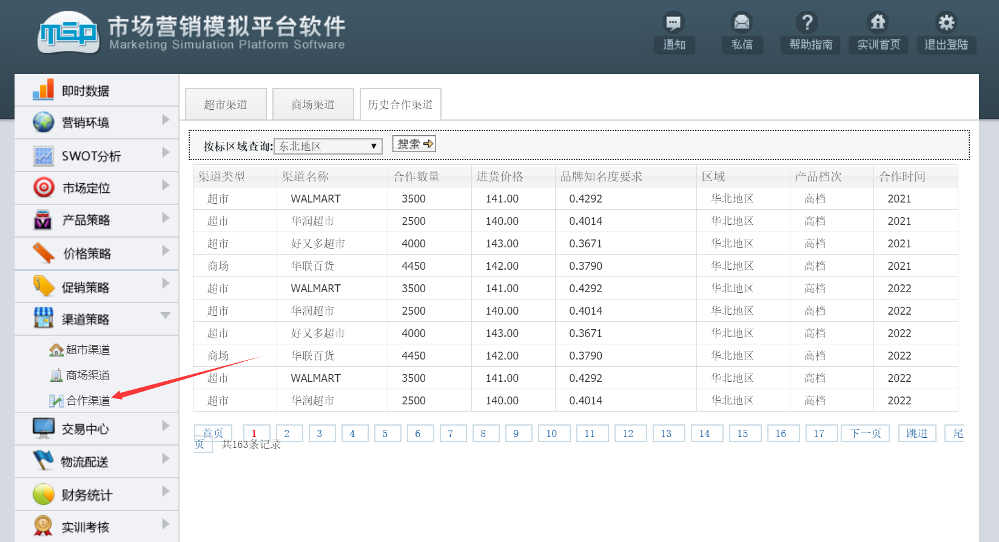 msp 市场营销模拟平台软件
Marketing Simulation Platform Software
通知 私信 帮助指南 实训首页 退出登陆
即时数据
营销环境
SWOT分析
市场定位
产品策略
价格策略
促销策略
渠道策略
超市渠道
商场渠道
合作渠道
交易中心
物流配送
财务统计
实训考核
超市渠道 商场渠道 历史合作渠道
按标区域查询: 东北地区 ▼ 搜索
渠道类型 渠道名称 合作数量 进货价格 品牌知名度要求 区域 产品档次 合作时间
超市 WALMART 3500 141.00 0.4292 华北地区 高档 2021
超市 华润超市 2500 140.00 0.4014 华北地区 高档 2021
超市 好又多超市 4000 143.00 0.3671 华北地区 高档 2021
商场 华联百货 4450 142.00 0.3790 华北地区 高档 2021
超市 WALMART 3500 141.00 0.4292 华北地区 高档 2022
超市 华润超市 2500 140.00 0.4014 华北地区 高档 2022
超市 好又多超市 4000 143.00 0.3671 华北地区 高档 2022
商场 华联百货 4450 142.00 0.3790 华北地区 高档 2022
超市 WALMART 3500 141.00 0.4292 华北地区 高档 2022
超市 华润超市 2500 140.00 0.4014 华北地区 高档 2022
首页 1 2 3 4 5 6 7 8 9 10 11 12 13 14 15 16 17 下一页 跳进 尾
页 共163条记录